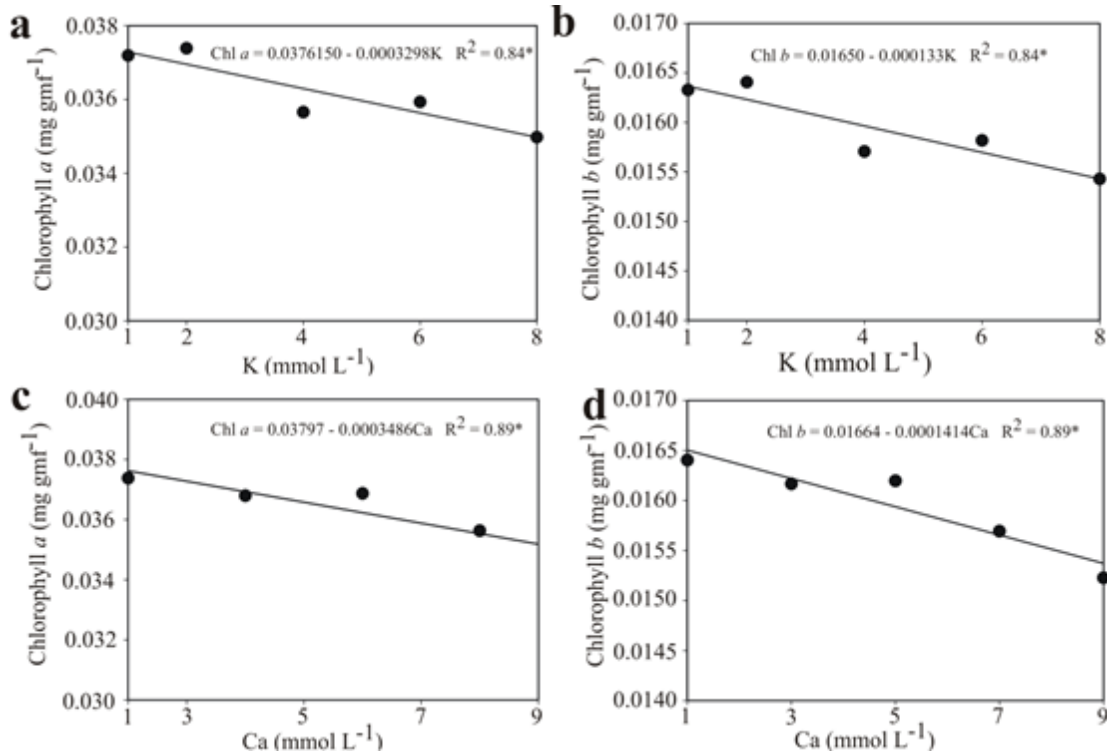 a
Chl a = 0.0376150 - 0.0003298K R² = 0.84*
0.038
0.036
0.034
0.032
0.030
Chlorophyll a (mg gmf⁻¹)
1 2 4 6 8
K (mmol L⁻¹)
b
Chl b = 0.01650 - 0.000133K R² = 0.84*
0.0170
0.0165
0.0160
0.0155
0.0150
0.0145
0.0140
Chlorophyll b (mg gmf⁻¹)
1 2 4 6 8
K (mmol L⁻¹)
c
Chl a = 0.03797 - 0.0003486Ca R² = 0.89*
0.040
0.038
0.036
0.034
0.032
0.030
Chlorophyll a (mg gmf⁻¹)
1 3 5 7 9
Ca (mmol L⁻¹)
d
Chl b = 0.01664 - 0.0001414Ca R² = 0.89*
0.0170
0.0165
0.0160
0.0155
0.0150
0.0145
0.0140
Chlorophyll b (mg gmf⁻¹)
1 3 5 7 9
Ca (mmol L⁻¹)